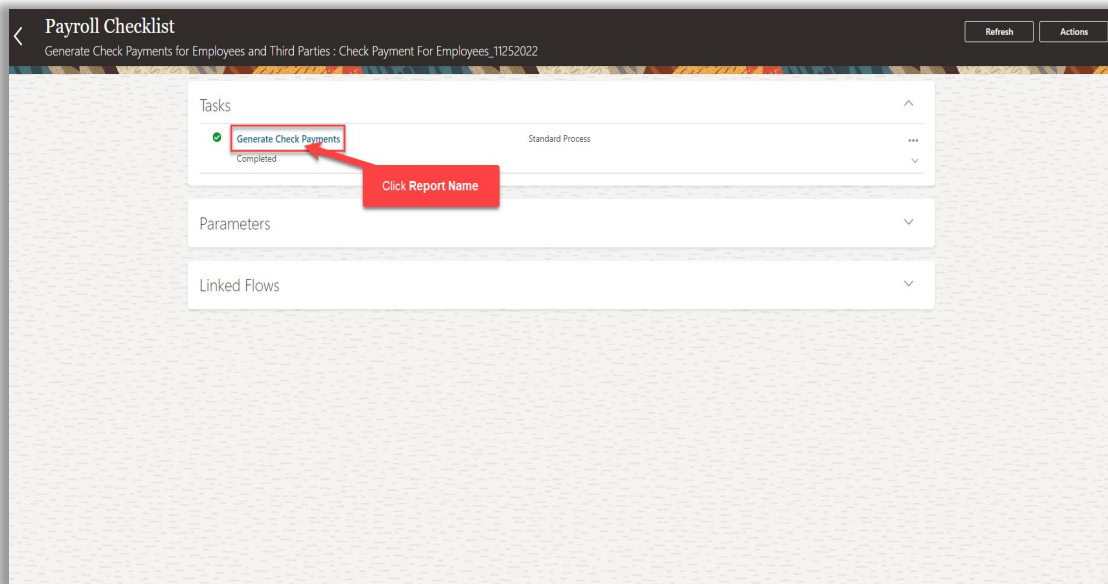 Payroll Checklist
Generate Check Payments for Employees and Third Parties : Check Payment For Employees_11252022
Refresh
Actions
Tasks
Generate Check Payments
Standard Process
Completed
Click Report Name
Parameters
Linked Flows